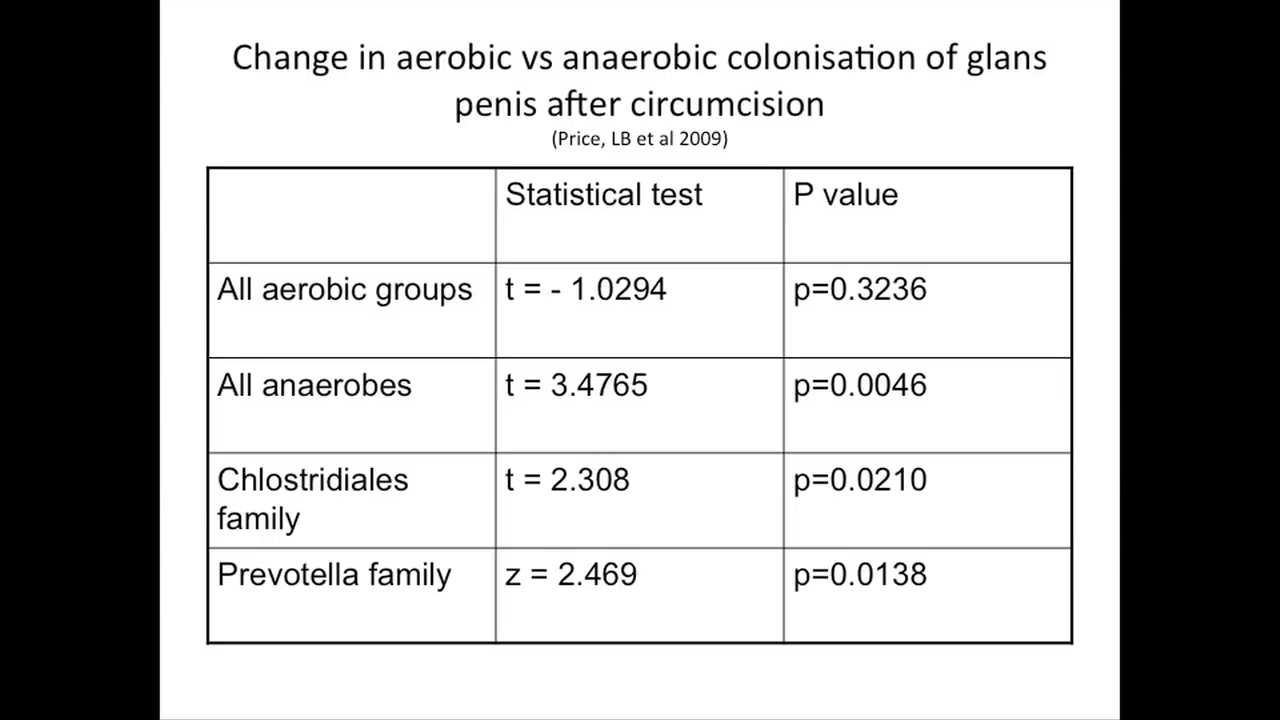 Change in aerobic vs anaerobic colonisation of glans
penis after circumcision
(Price, LB et al 2009)
Statistical test P value
All aerobic groups t = - 1.0294 p=0.3236
All anaerobes t = 3.4765 p=0.0046
Chlostridiales t = 2.308 p=0.0210
family
Prevotella family z = 2.469 p=0.0138